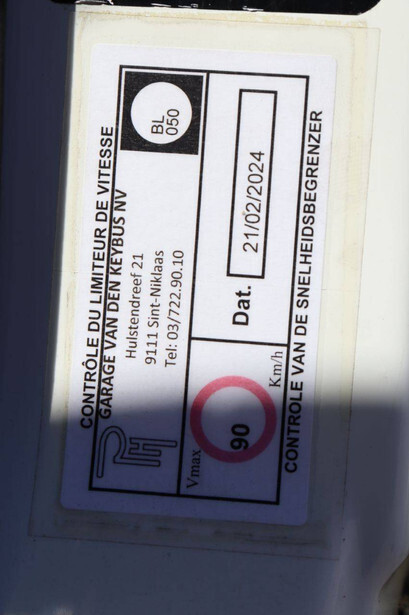 CONTRÔLE DU LIMITEUR DE VITESSE
GARAGE VAN DEN KEYBUS NV
Hulstendreef 21
9111 Sint-Niklaas
Tel: 03/722.90.10
BL
050
PH
Vmax
90
Km/h
Dat. 21/02/2024
CONTROLE VAN DE SNELHEIDSBEGRENZER